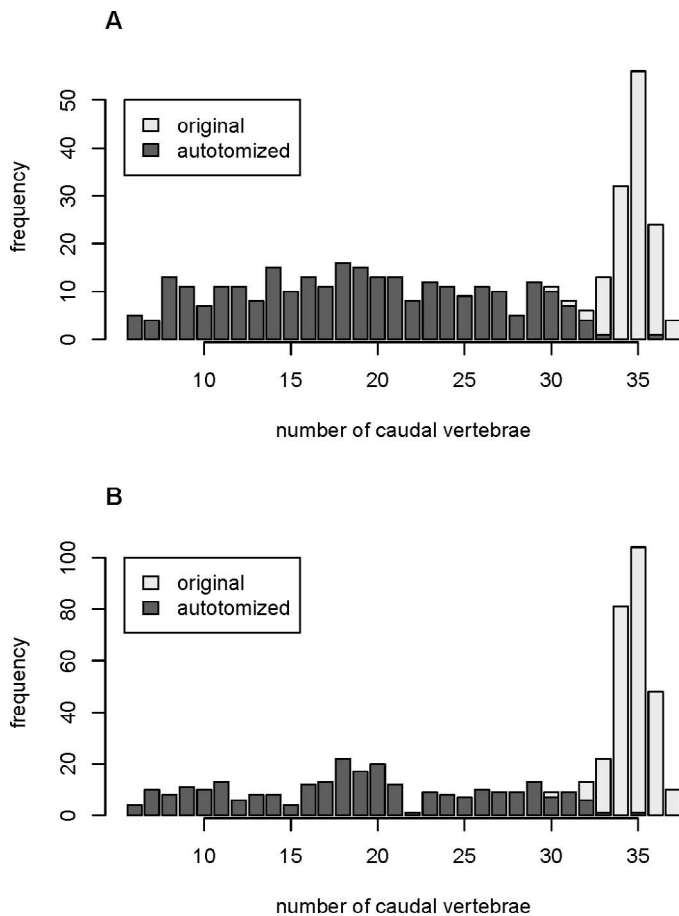 A
frequency
50
40
30
20
10
0
original
autotomized
10 15 20 25 30 35
number of caudal vertebrae
B
frequency
100
80
60
40
20
0
original
autotomized
10 15 20 25 30 35
number of caudal vertebrae